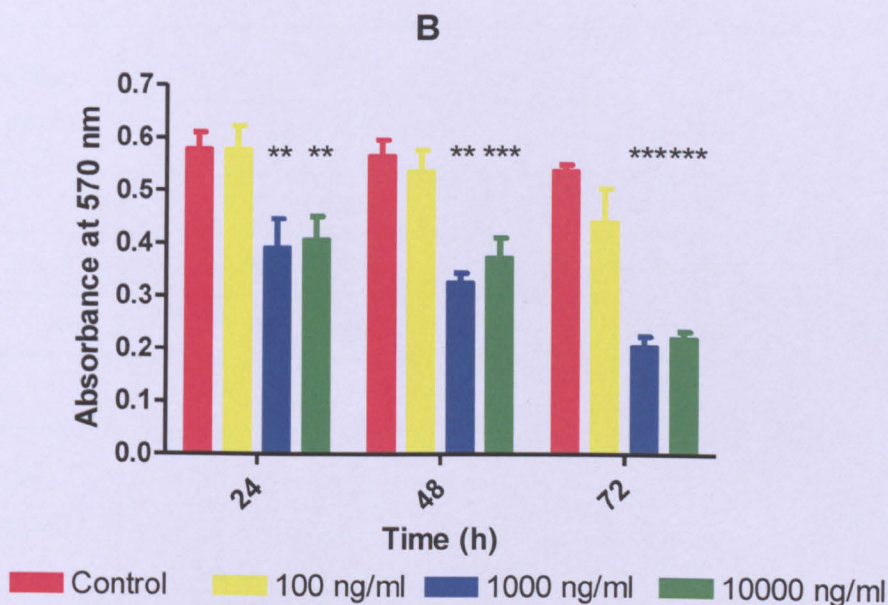 B
Absorbance at 570 nm
0.7
0.6
0.5
0.4
0.3
0.2
0.1
0.0
** ** ** *** *** ***
24 48 72
Time (h)
Control 100 ng/ml 1000 ng/ml 10000 ng/ml